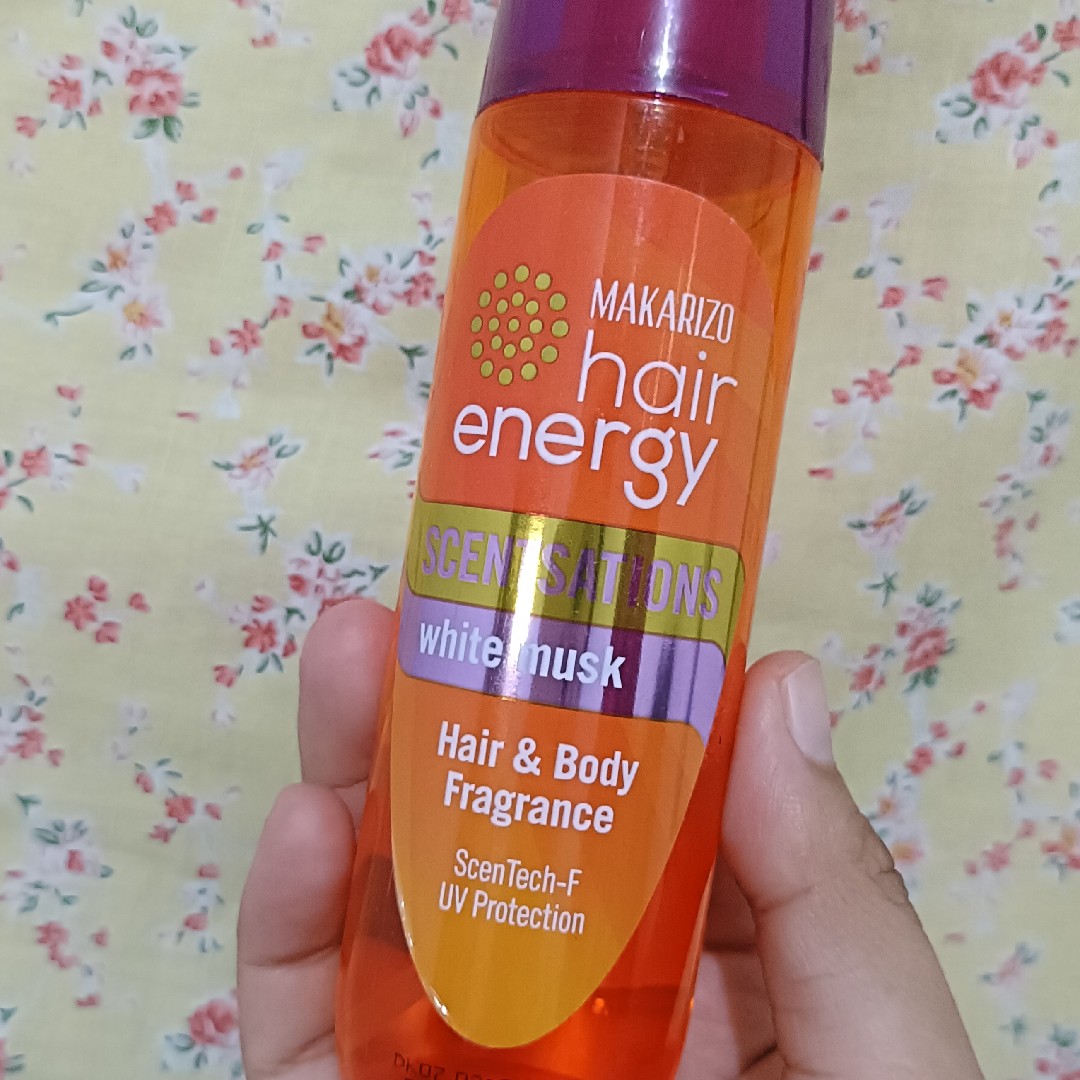 MAKARIZO
hair
energy
SCENTSATIONS
white musk
Hair & Body
Fragrance
ScenTech-F
UV Protection